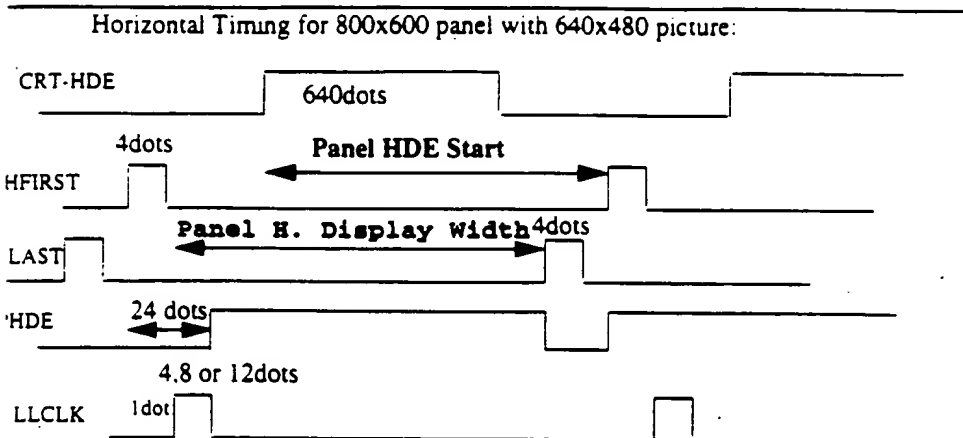 Horizontal Timing for 800x600 panel with 640x480 picture:
CRT-HDE
640dots
4dots
Panel HDE Start
HFIRST
Panel H. Display Width
4dots
LAST
24 dots
HDE
4.8 or 12dots
1dot
LLCLK